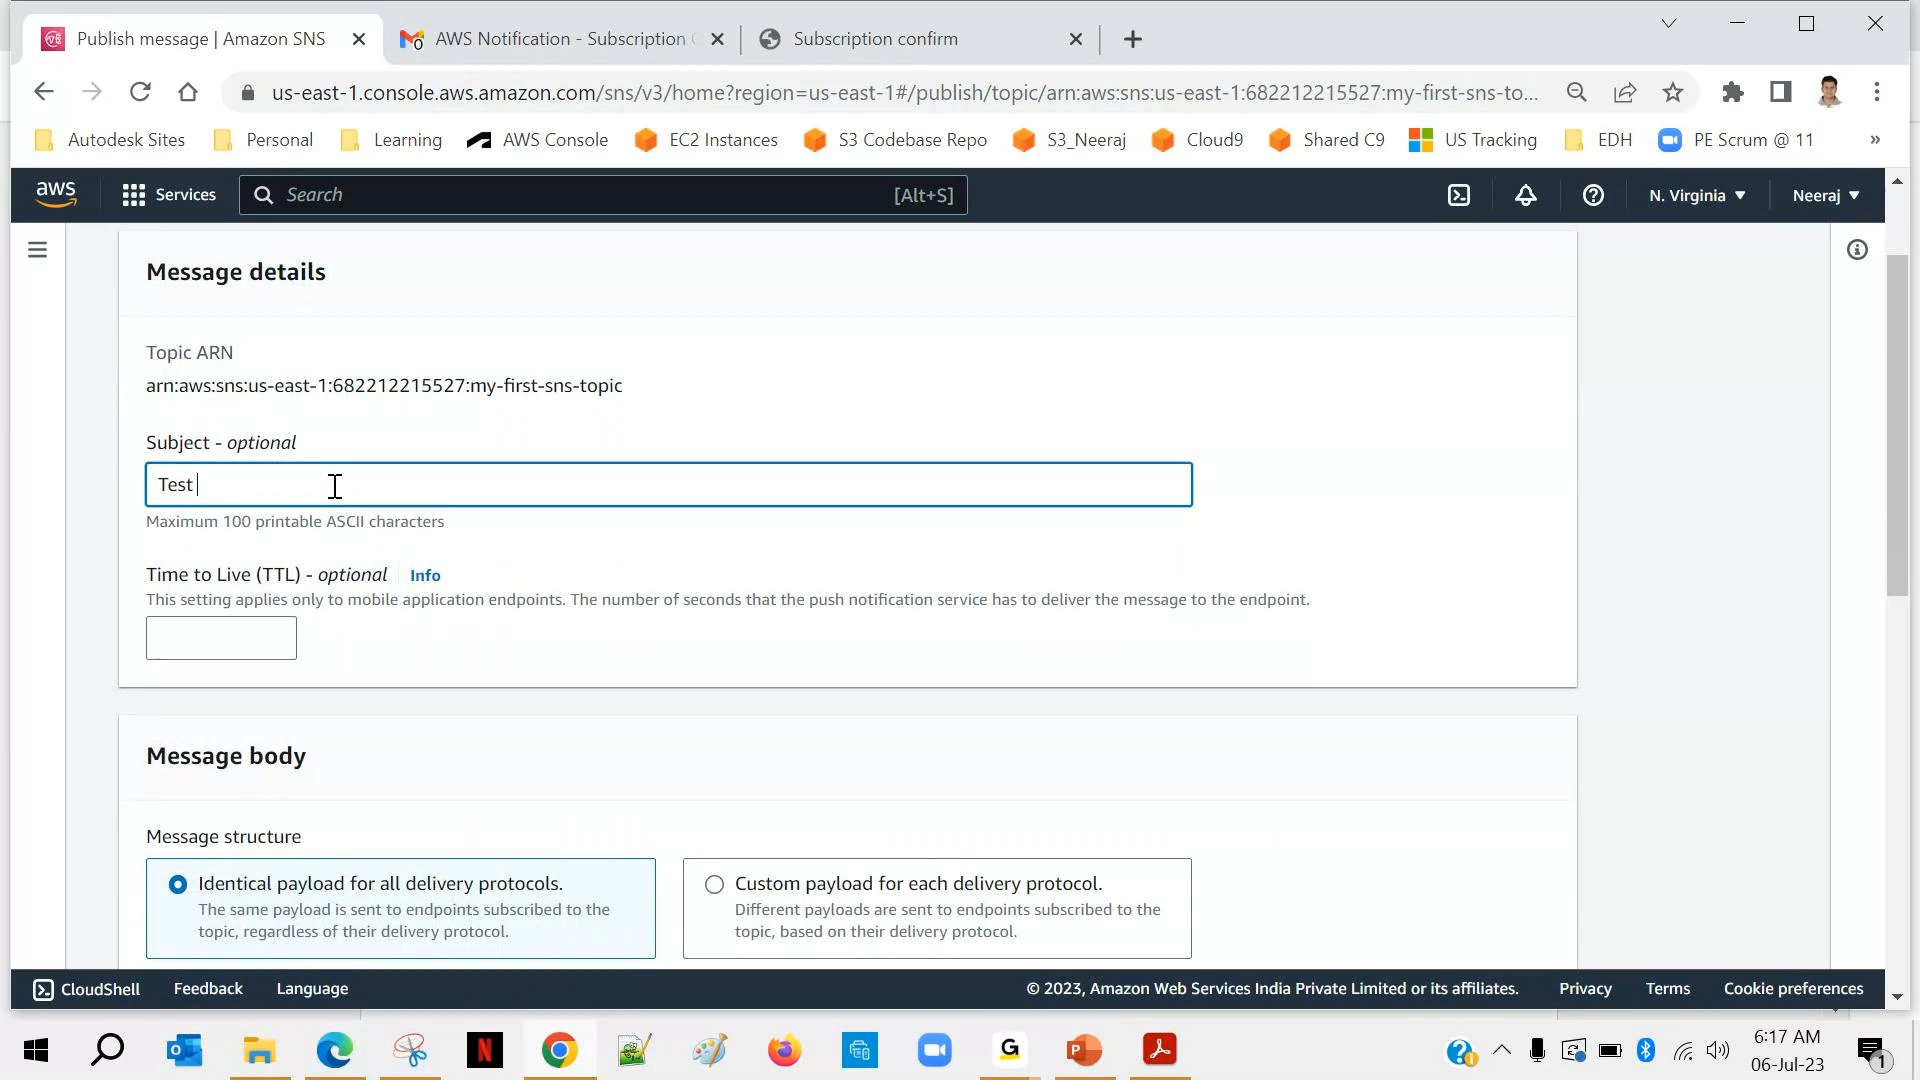 Publish message | Amazon SNS
AWS Notification - Subscription
Subscription confirm
us-east-1.console.aws.amazon.com/sns/v3/home?region=us-east-1#/publish/topic/arn:aws:sns:us-east-1:682212215527:my-first-sns-to...
Autodesk Sites
Personal
Learning
AWS Console
EC2 Instances
S3 Codebase Repo
S3_Neeraj
Cloud9
Shared C9
US Tracking
EDH
PE Scrum @ 11
»
aws
Services
Search
[Alt+S]
N. Virginia
Neeraj
Message details
Topic ARN
arn:aws:sns:us-east-1:682212215527:my-first-sns-topic
Subject - optional
Test
Maximum 100 printable ASCII characters
Time to Live (TTL) - optional
Info
This setting applies only to mobile application endpoints. The number of seconds that the push notification service has to deliver the message to the endpoint.
Message body
Message structure
Identical payload for all delivery protocols.
The same payload is sent to endpoints subscribed to the
topic, regardless of their delivery protocol.
Custom payload for each delivery protocol.
Different payloads are sent to endpoints subscribed to the
topic, based on their delivery protocol.
CloudShell
Feedback
Language
© 2023, Amazon Web Services India Private Limited or its affiliates.
Privacy
Terms
Cookie preferences
6:17 AM
06-Jul-23
1